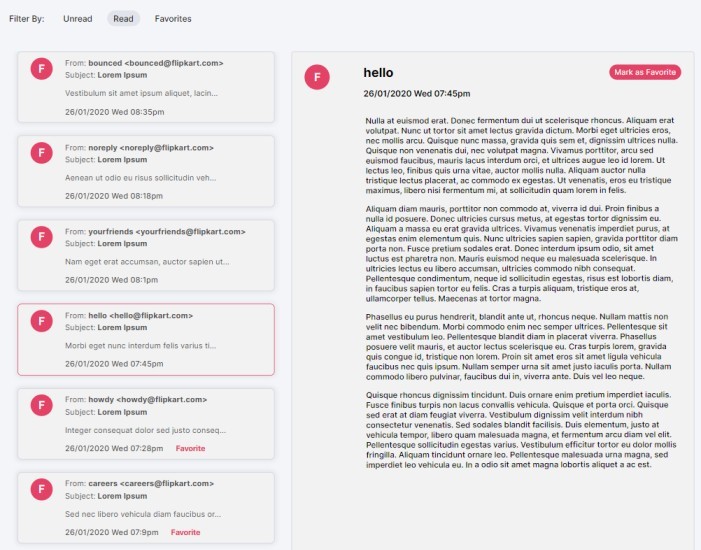 Filter By: Unread Read Favorites
F
From: bounced <bounced@flipkart.com>
Subject: Lorem Ipsum
Vestibulum sit amet ipsum aliquet, lacin...
26/01/2020 Wed 08:35pm
F
From: noreply <noreply@flipkart.com>
Subject: Lorem Ipsum
Aenean ut odio eu risus sollicitudin veh...
26/01/2020 Wed 08:18pm
F
From: yourfriends <yourfriends@flipkart.com>
Subject: Lorem Ipsum
Nam eget erat accumsan, auctor sapien ut...
26/01/2020 Wed 08:1pm
F
From: hello <hello@flipkart.com>
Subject: Lorem Ipsum
Morbi eget nunc interdum felis varius ti...
26/01/2020 Wed 07:45pm
F
From: howdy <howdy@flipkart.com>
Subject: Lorem Ipsum
Integer consequat dolor sed justo conseq...
26/01/2020 Wed 07:28pm Favorite
F
From: careers <careers@flipkart.com>
Subject: Lorem Ipsum
Sed nec libero vehicula diam faucibus or...
26/01/2020 Wed 07:9pm Favorite
F
hello
Mark as Favorite
26/01/2020 Wed 07:45pm
Nulla at euismod erat. Donec fermentum dui ut scelerisque rhoncus. Aliquam erat
volutpat. Nunc ut tortor sit amet lectus gravida dictum. Morbi eget ultricies eros,
nec mollis arcu. Quisque nunc massa, gravida quis sem et, dignissim ultrices nulla.
Quisque non venenatis dui, nec volutpat magna. Vivamus porttitor, arcu sed
euismod faucibus, mauris lacus interdum orci, et ultrices augue leo id lorem. Ut
lectus leo, finibus quis urna vitae, auctor mollis nulla. Aliquam auctor nulla
tristique lectus placerat, ac commodo ex egestas. Ut venenatis, eros eu tristique
maximus, libero nisi fermentum mi, at sollicitudin quam lorem in felis.
Aliquam diam mauris, porttitor non commodo at, viverra id dui. Proin finibus a
nulla id posuere. Donec ultricies cursus metus, at egestas tortor dignissim eu.
Aliquam a massa eu erat gravida ultrices. Vivamus venenatis imperdiet purus, at
egestas enim elementum quis. Nunc ultricies sapien sapien, gravida tortor diam
porta non. Fusce pretium sodales erat. Donec interdum ipsum odio, sit amet
luctus est pharetra non. Mauris euismod neque eu malesuada scelerisque. In
ultricies lectus eu libero accumsan, ultricies commodo nibh consequat.
Pellentesque condimentum, neque id sollicitudin egestas, risus est lobortis diam,
in faucibus sapien tortor eu felis. Cras a turpis aliquam, tristique eros at,
ullamcorper tellus. Maecenas at tortor magna.
Phasellus eu purus hendrerit, blandit ante ut, rhoncus neque. Nullam mattis non
velit nec bibendum. Morbi commodo enim nec semper ultrices. Pellentesque sit
amet vestibulum leo. Pellentesque blandit diam in placerat viverra. Phasellus
posuere velit mauris, et auctor lectus scelerisque eu. Cras turpis lorem, gravida
quis congue id, tristique non lorem. Proin sit amet eros sit amet ligula vehicula
faucibus nec quis ipsum. Nullam semper urna sit amet justo iaculis porta. Nullam
commodo libero pulvinar, faucibus dui in, viverra ante. Duis vel leo neque.
Quisque rhoncus dignissim tincidunt. Duis ornare enim pretium imperdiet iaculis.
Fusce finibus turpis non lacus convallis vehicula. Quisque et porta orci. Quisque
sed erat at diam feugiat viverra. Vestibulum dignissim velit interdum nibh
consectetur venenatis. Sed sodales blandit facilisis. Duis elementum, justo at
vehicula tempor, libero quam malesuada magna, et fermentum arcu diam vel elit.
Pellentesque sollicitudin egestas varius. Vestibulum efficitur tortor eu dolor mollis
fringilla. Aliquam tincidunt ornare leo. Pellentesque malesuada urna magna, sed
imperdiet leo vehicula eu. In a odio sit amet magna lobortis aliquet a ac est.